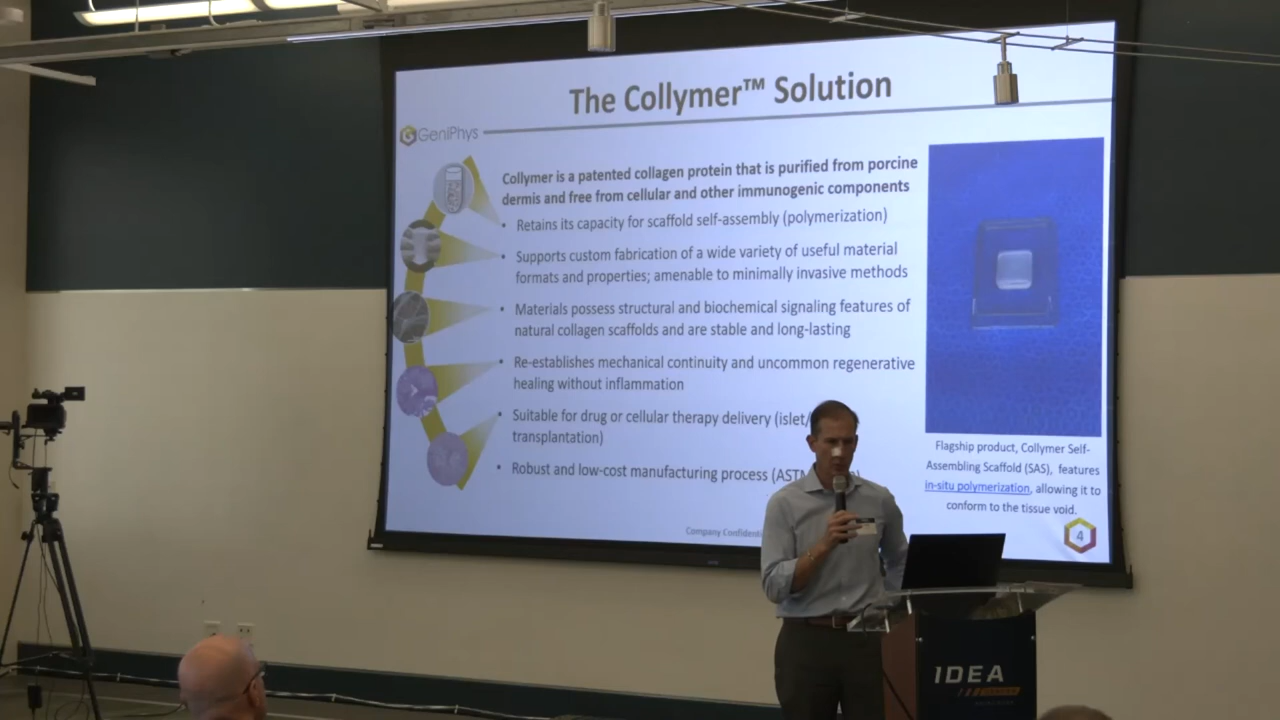 The Collymer™ Solution
GeniPhys
Collymer is a patented collagen protein that is purified from porcine
dermis and free from cellular and other immunogenic components
• Retains its capacity for scaffold self-assembly (polymerization)
• Supports custom fabrication of a wide variety of useful material
formats and properties; amenable to minimally invasive methods
• Materials possess structural and biochemical signaling features of
natural collagen scaffolds and are stable and long-lasting
• Re-establishes mechanical continuity and uncommon regenerative
healing without inflammation
• Suitable for drug or cellular therapy delivery (islet/
transplantation)
• Robust and low-cost manufacturing process (ASTM
Flagship product, Collymer Self-
Assembling Scaffold (SAS), features
in-situ polymerization, allowing it to
conform to the tissue void.
Company
4
IDEA